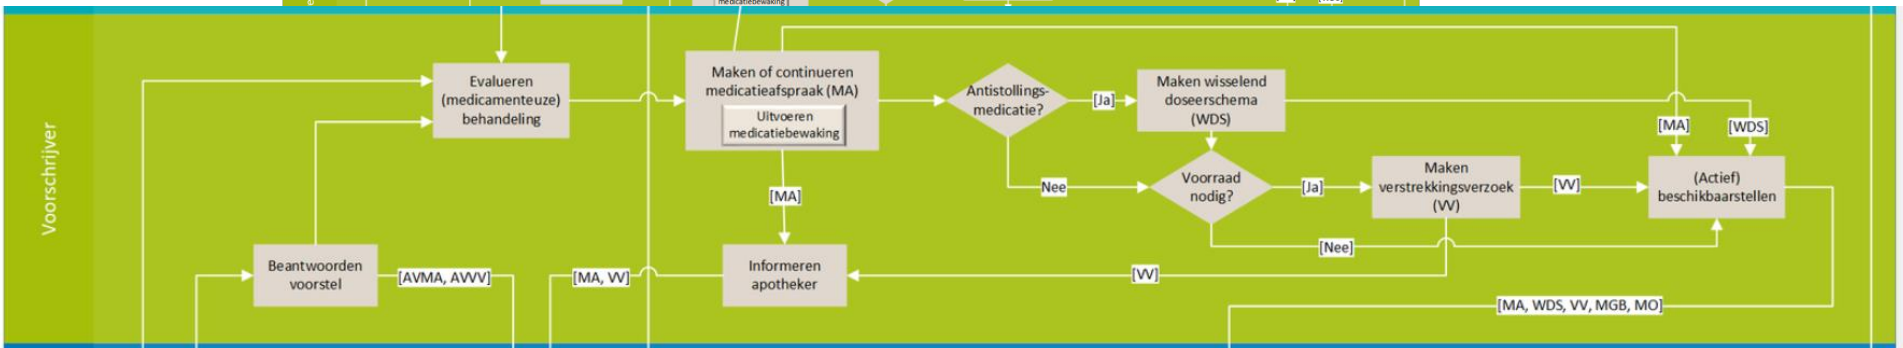 medicatiebewaking
Voorschrijver
Evalueren
(medicamenteuze)
behandeling
Maken of continueren
medicatieafspraak (MA)
Uitvoeren
medicatiebewaking
Antistollings-
medicatie?
[Ja]
Maken wisselend
doseerschema
(WDS)
[MA]
[WDS]
[MA]
Nee
Voorraad
nodig?
[Ja]
Maken
verstrekkingsverzoek
(VV)
[VV]
(Actief)
beschikbaarstellen
[Nee]
Beantwoorden
voorstel
[AVMA, AVVV]
[MA, VV]
Informeren
apotheker
[VV]
[MA, WDS, VV, MGB, MO]